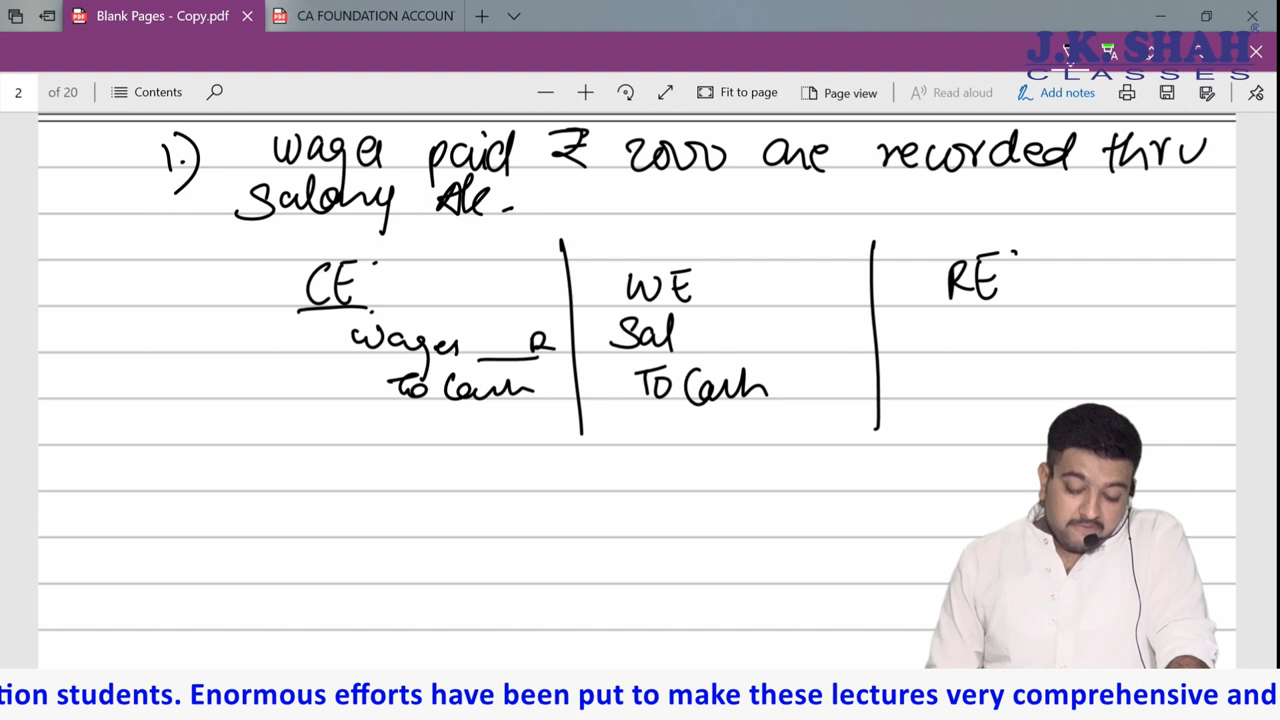 Blank Pages - Copy.pdf
CA FOUNDATION ACCOUNT
J.K. SHAH®
CLASSES
2 of 20
Contents
Fit to page
Page view
Read aloud
Add notes
1.) wages paid ₹ 2000 are recorded thru
salary A/c.
CE WE RE
wages Sal
To Cash To Cash
tion students. Enormous efforts have been put to make these lectures very comprehensive and